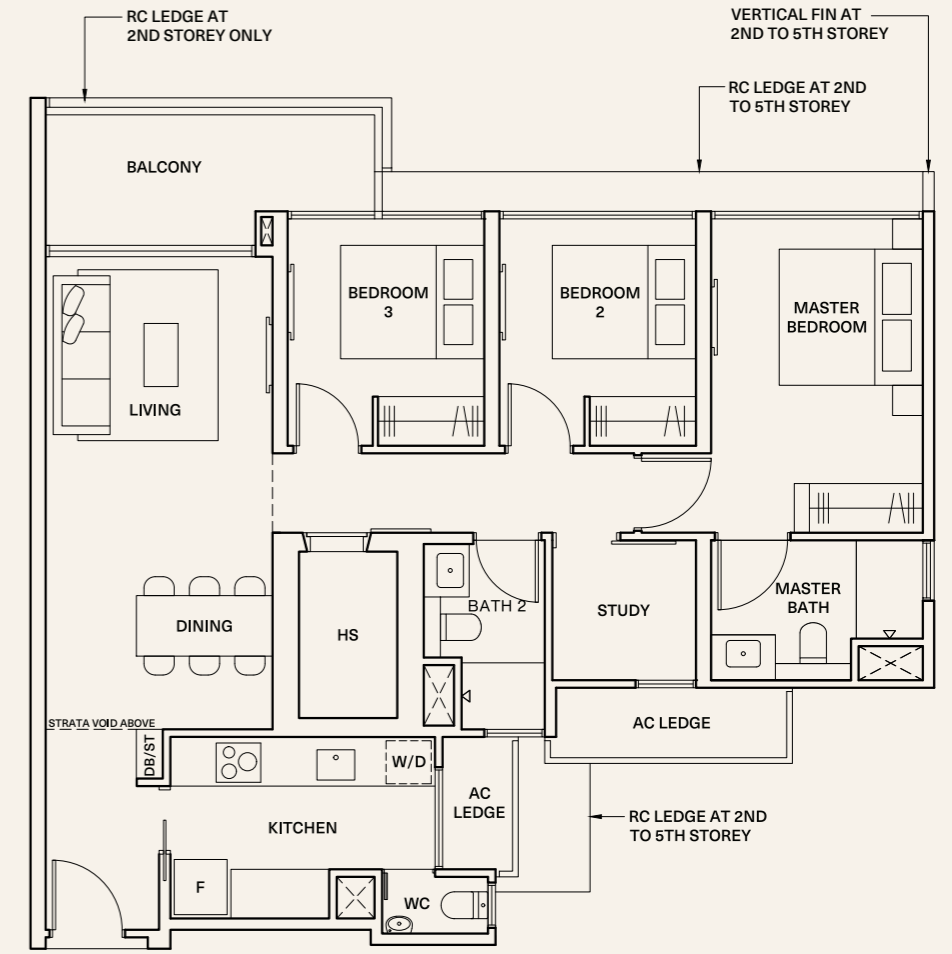 RC LEDGE AT
2ND STOREY ONLY
VERTICAL FIN AT
2ND TO 5TH STOREY
RC LEDGE AT 2ND
TO 5TH STOREY
BALCONY
BEDROOM
3
BEDROOM
2
MASTER
BEDROOM
LIVING
DINING
HS
BATH 2
STUDY
MASTER
BATH
STRATA VOID ABOVE
DB/ST
W/D
AC LEDGE
AC
LEDGE
KITCHEN
RC LEDGE AT 2ND
TO 5TH STOREY
F
WC